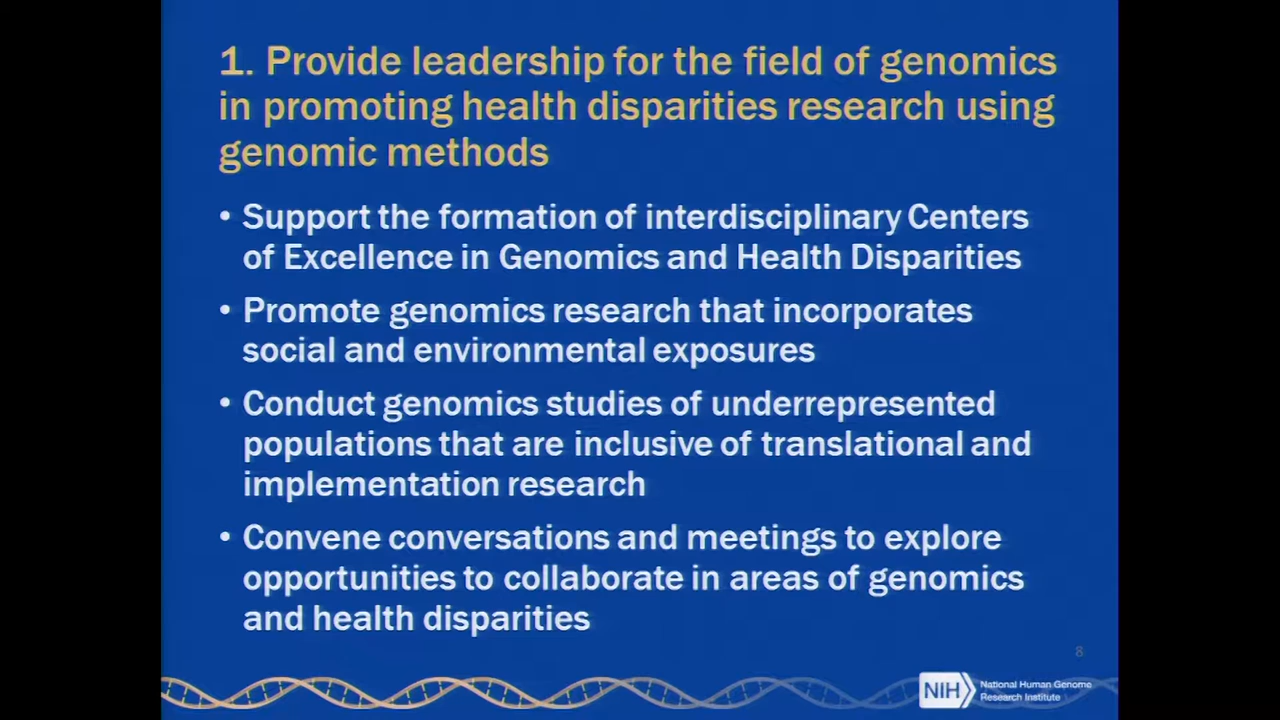 1. Provide leadership for the field of genomics
in promoting health disparities research using
genomic methods
• Support the formation of interdisciplinary Centers
of Excellence in Genomics and Health Disparities
• Promote genomics research that incorporates
social and environmental exposures
• Conduct genomics studies of underrepresented
populations that are inclusive of translational and
implementation research
• Convene conversations and meetings to explore
opportunities to collaborate in areas of genomics
and health disparities
8
NIH
National Human Genome
Research Institute